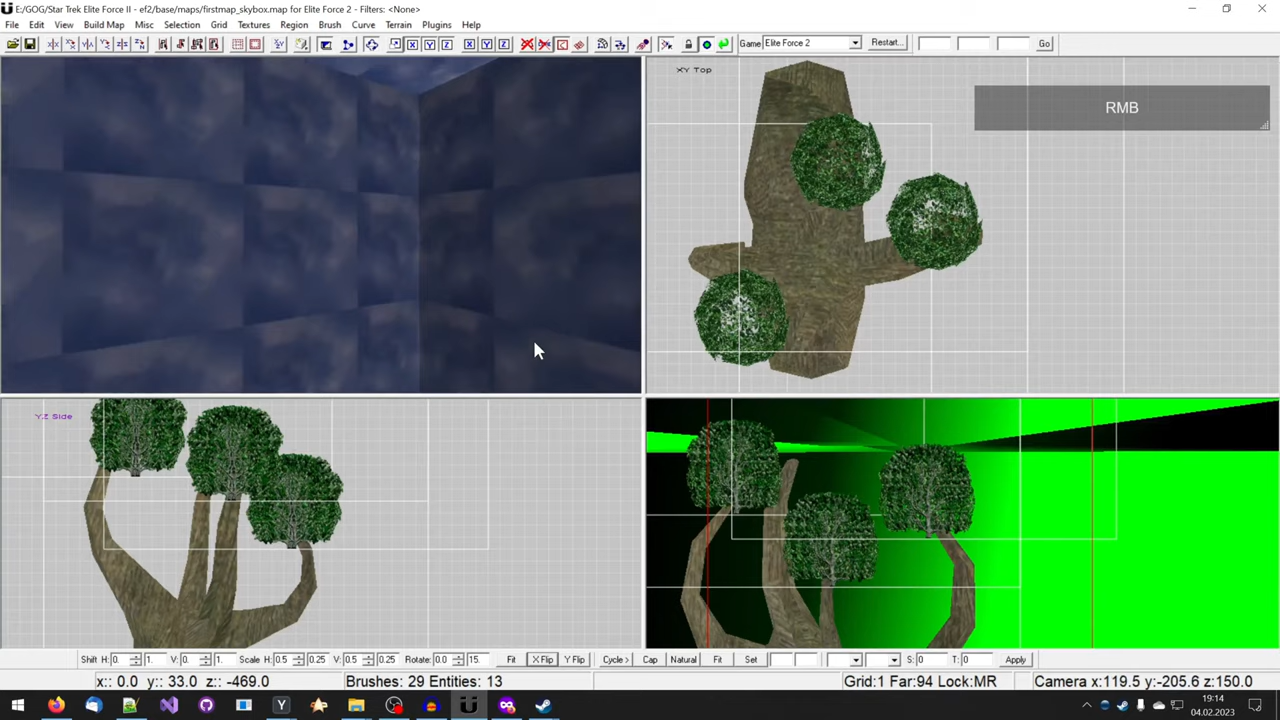 E:/GOG/Star Trek Elite Force II - ef2/base/maps/firstmap_skybox.map for Elite Force 2 - Filters: <None>
File Edit View Build Map Misc Selection Grid Textures Region Brush Curve Terrain Plugins Help
Game Elite Force 2 Restart... Go
XY Top
RMB
YZ Side
Shift H: 0. 1. V: 0. 1. Scale H: 0.5 0.25 V: 0.5 0.25 Rotate: 0.0 15. Fit X Flip Y Flip Cycle> Cap Natural Fit Set S: 0 T: 0 Apply
x:: 0.0 y:: 33.0 z:: -469.0 Brushes: 29 Entities: 13 Grid:1 Far:94 Lock:MR Camera x:119.5 y:-205.6 z:150.0
19:14
04.02.2023